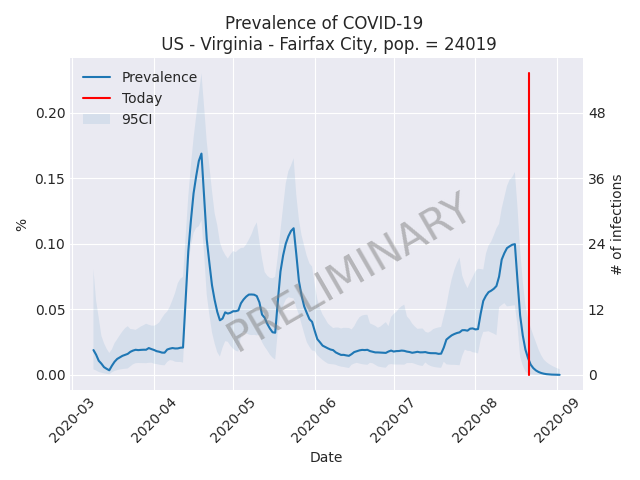 Prevalence of COVID-19
US - Virginia - Fairfax City, pop. = 24019
Prevalence
Today
95CI
0.20
0.15
0.10
0.05
0.00
%
48
36
24
12
0
# of infections
PRELIMINARY
2020-03
2020-04
2020-05
2020-06
2020-07
2020-08
2020-09
Date